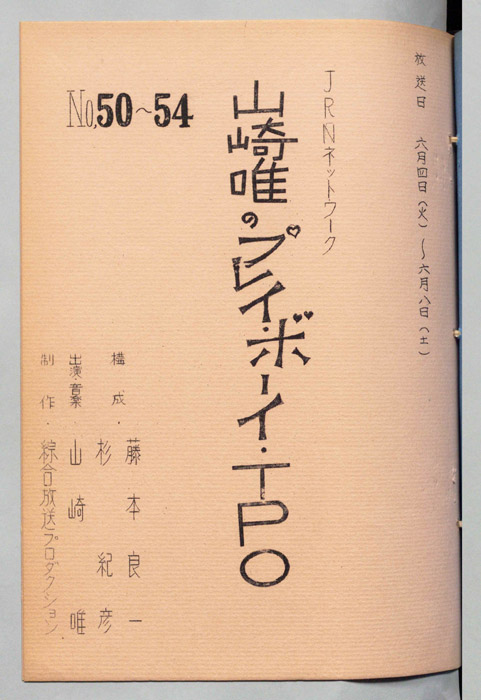 放送日 六月四日(火)〜六月八日(土)
JRNネットワーク
山崎唯のプレイ・ボーイ・TPO
No.50〜54
構成・藤本良一
杉紀彦
出演・音楽 山崎唯
制作・綜合放送プロダクション